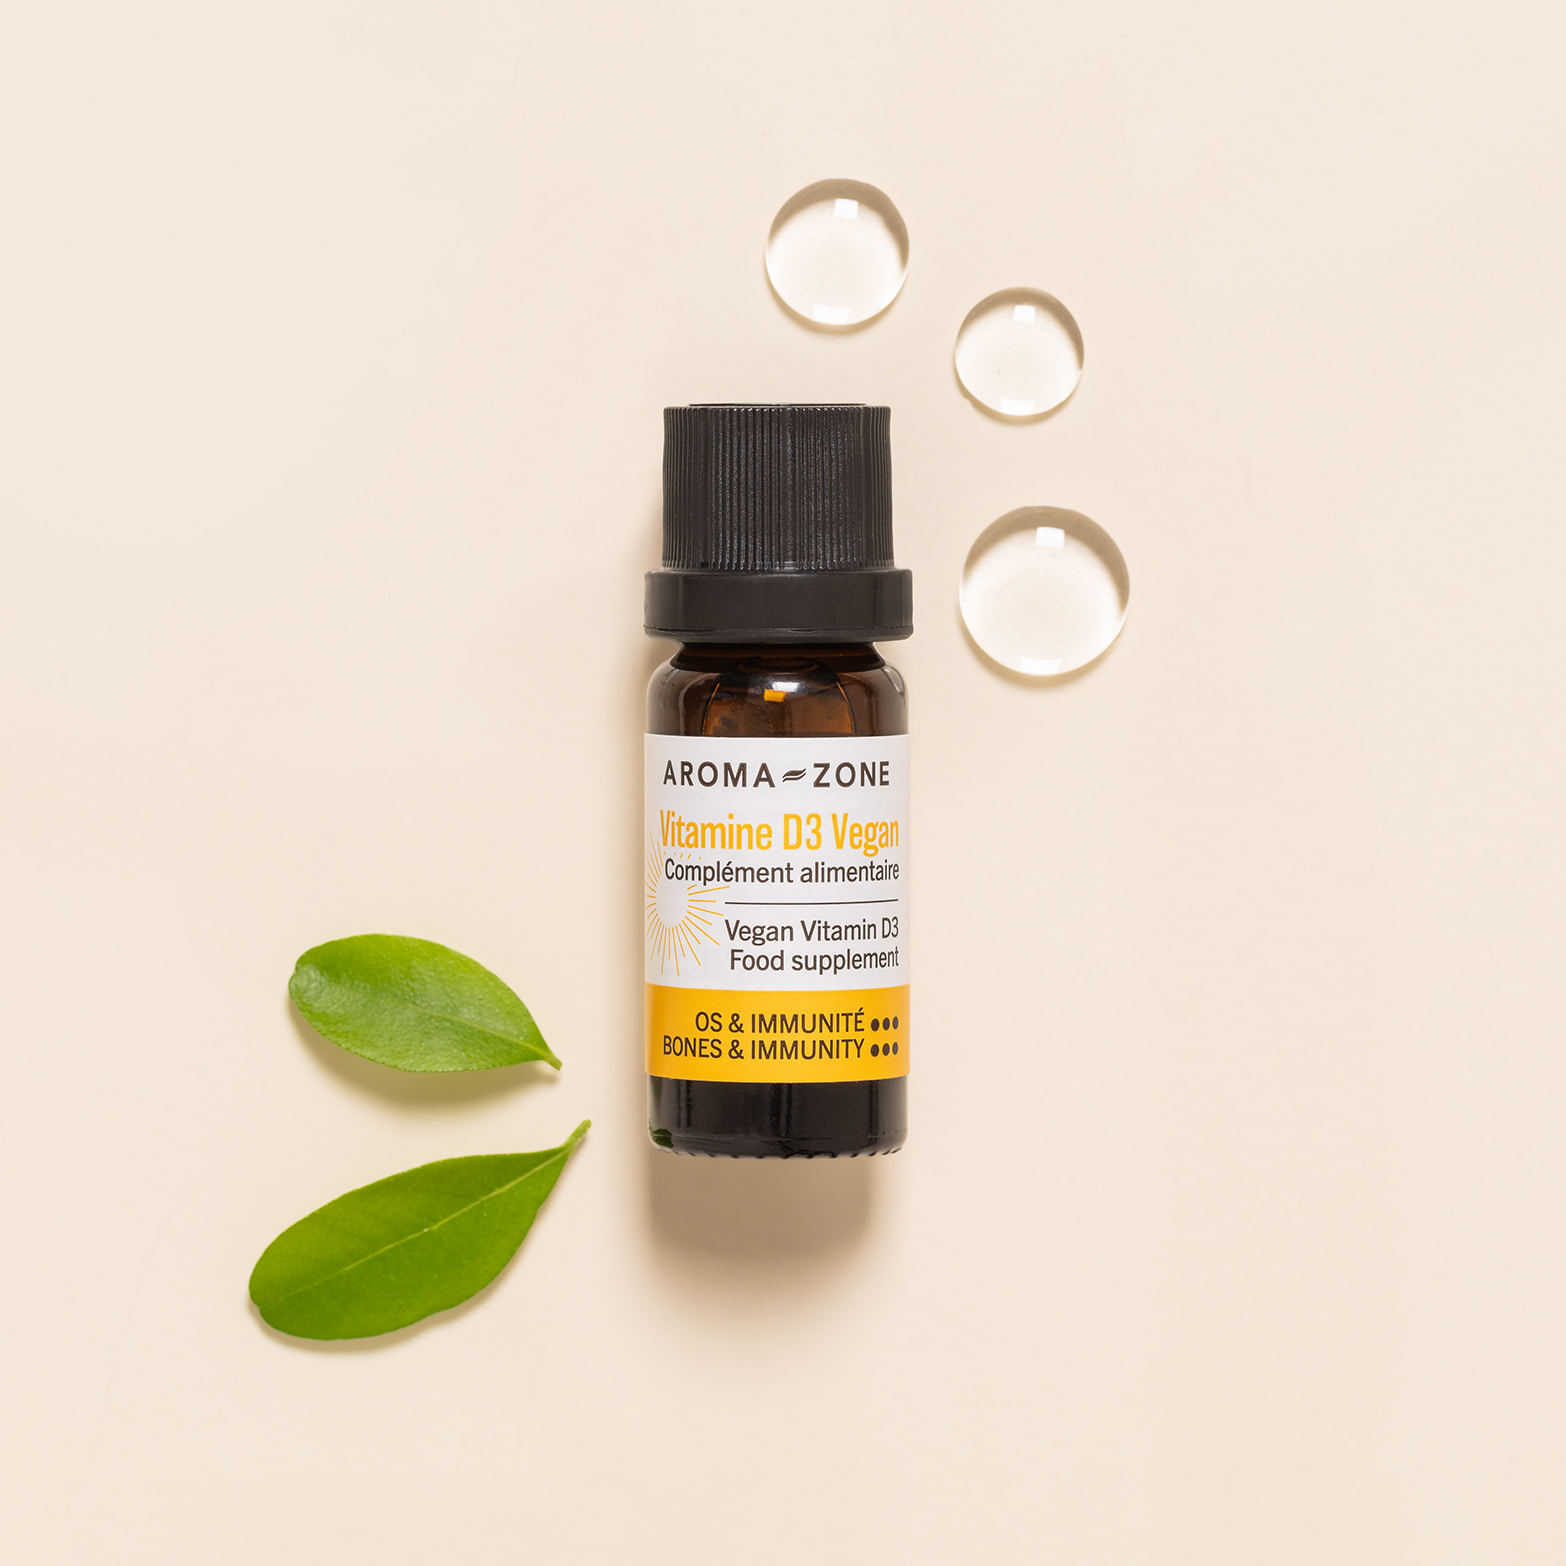 AROMA ZONE
Vitamine D3 Vegan
Complément alimentaire
Vegan Vitamin D3
Food supplement
OS & IMMUNITÉ
BONES & IMMUNITY